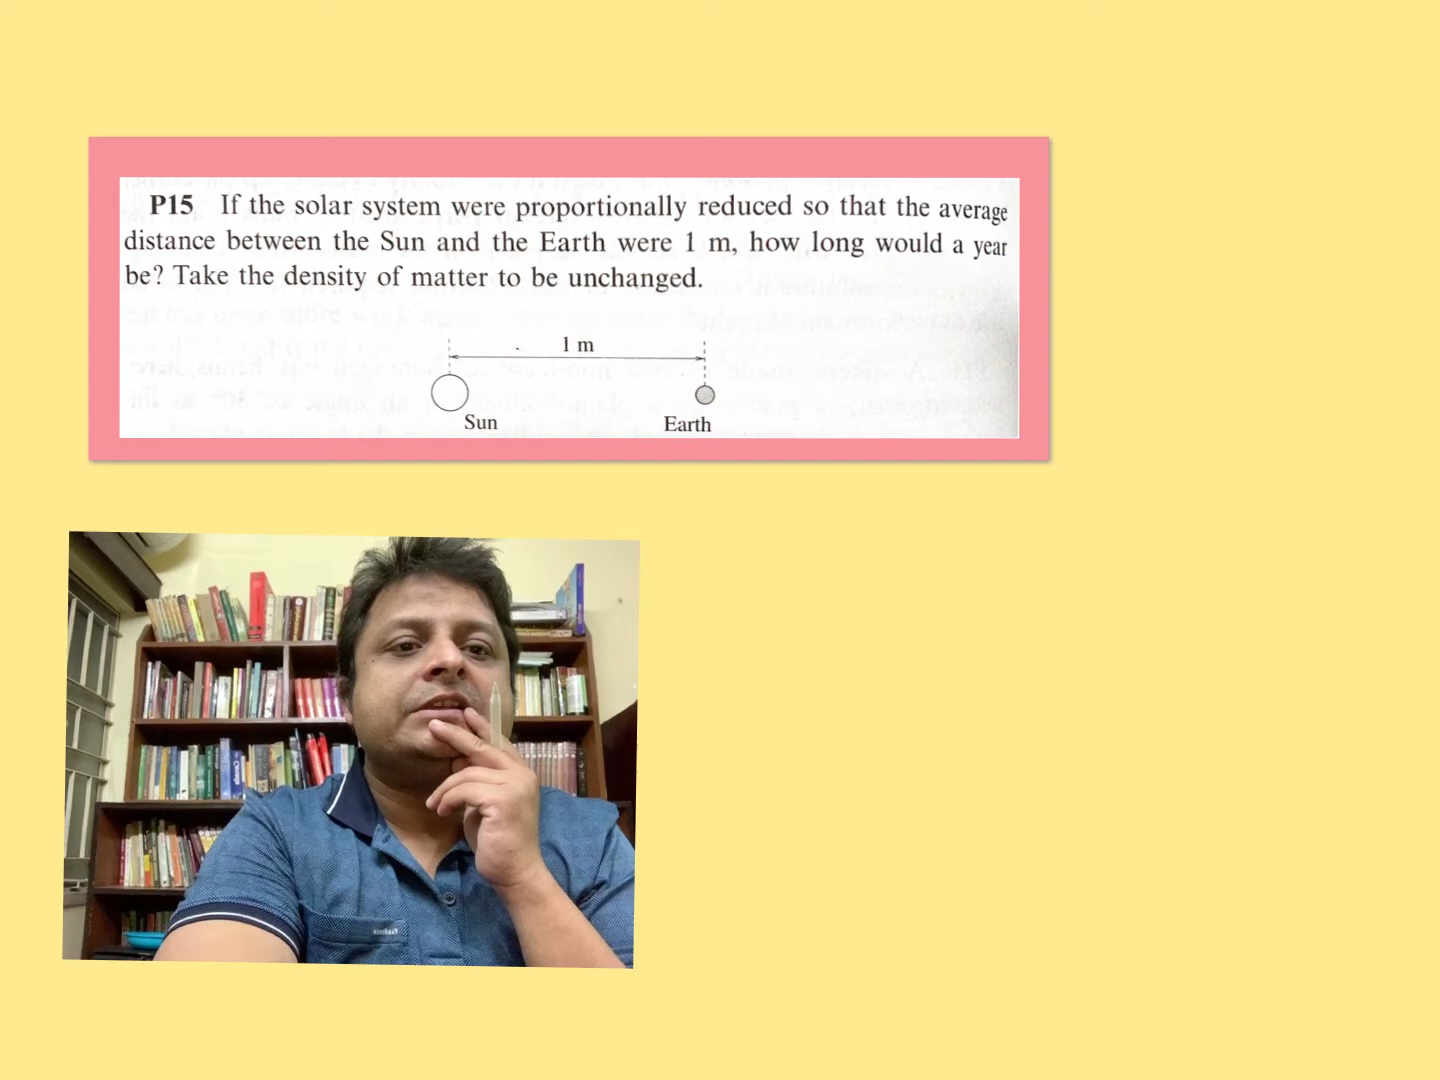 P15 If the solar system were proportionally reduced so that the average
distance between the Sun and the Earth were 1 m, how long would a year
be? Take the density of matter to be unchanged.
1 m
Sun
Earth